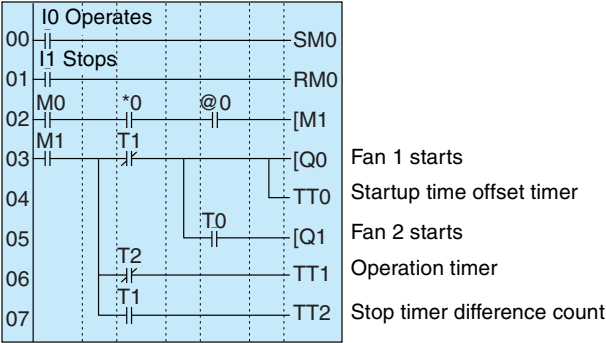 I0 Operates
00 SM0
I1 Stops
01 RM0
M0 *0 @0
02 [M1
M1 T1
03 [Q0 Fan 1 starts
04 TT0 Startup time offset timer
T0
05 [Q1 Fan 2 starts
T2
06 TT1 Operation timer
T1
07 TT2 Stop timer difference count